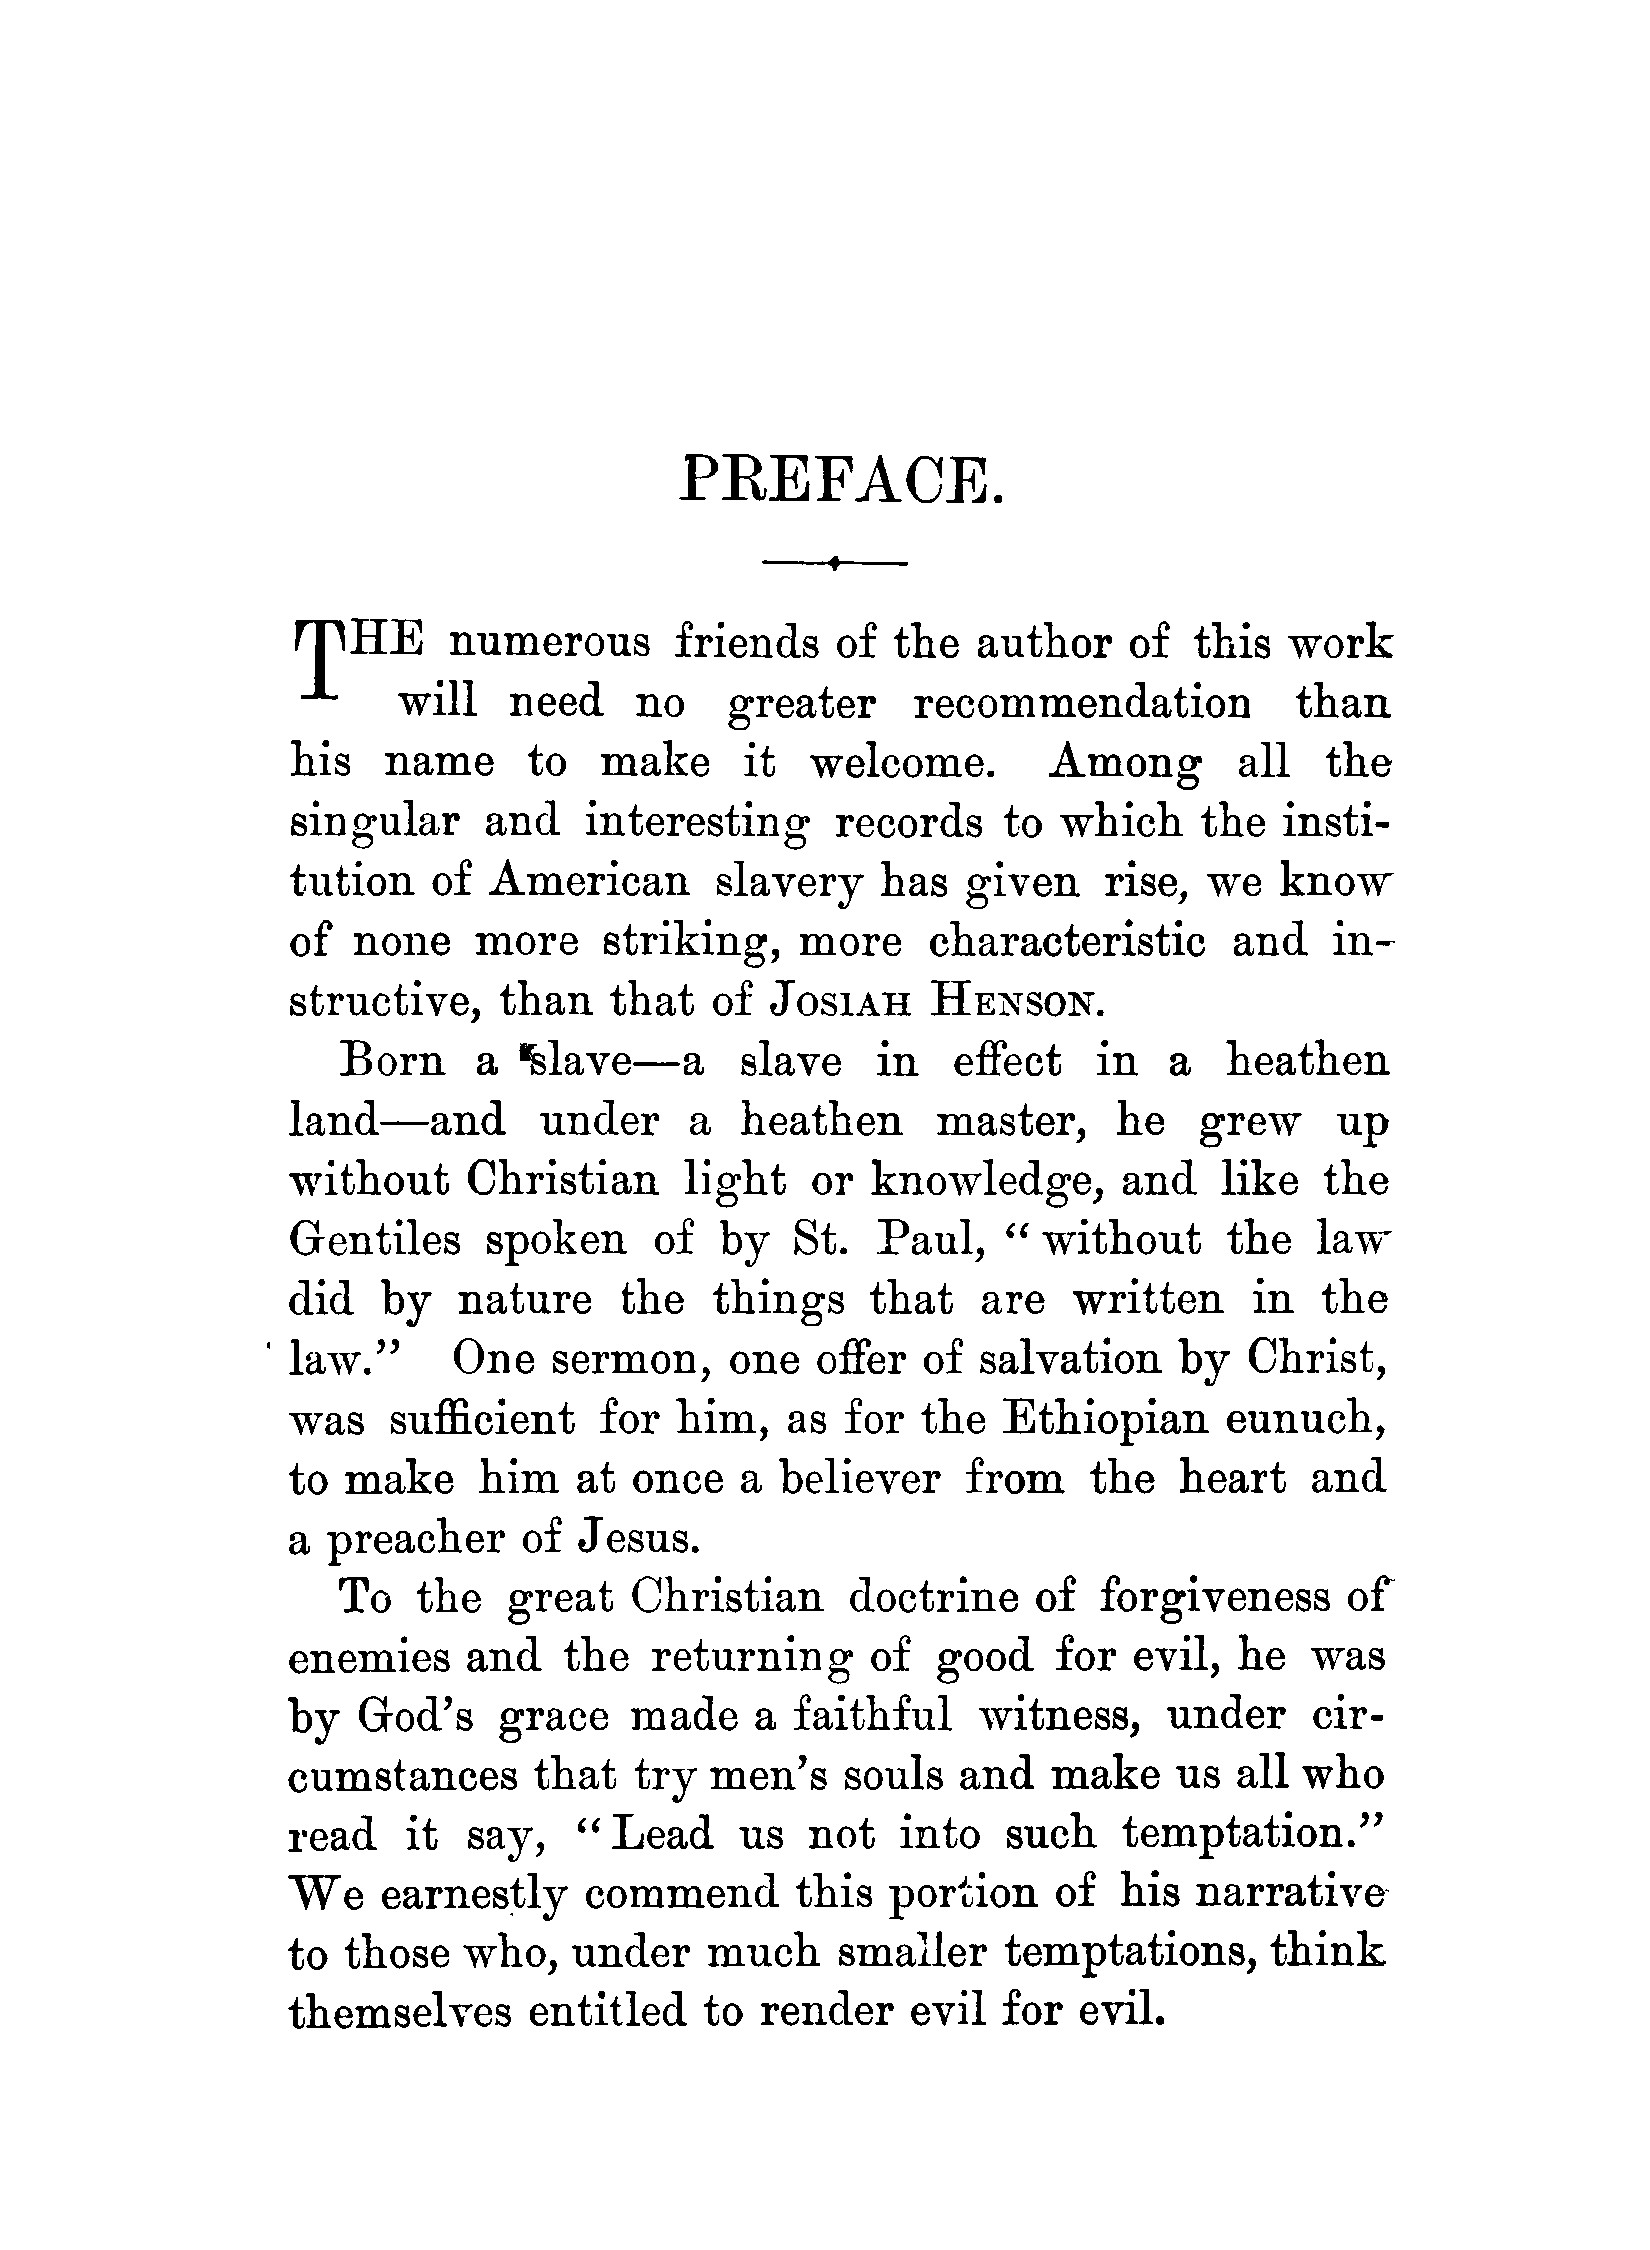 PREFACE.
THE numerous friends of the author of this work
will need no greater recommendation than
his name to make it welcome. Among all the
singular and interesting records to which the insti-
tution of American slavery has given rise, we know
of none more striking, more characteristic and in-
structive, than that of JOSIAH HENSON.
Born a slave—a slave in effect in a heathen
land—and under a heathen master, he grew up
without Christian light or knowledge, and like the
Gentiles spoken of by St. Paul, “without the law
did by nature the things that are written in the
law.” One sermon, one offer of salvation by Christ,
was sufficient for him, as for the Ethiopian eunuch,
to make him at once a believer from the heart and
a preacher of Jesus.
To the great Christian doctrine of forgiveness of
enemies and the returning of good for evil, he was
by God’s grace made a faithful witness, under cir-
cumstances that try men’s souls and make us all who
read it say, “Lead us not into such temptation.”
We earnestly commend this portion of his narrative
to those who, under much smaller temptations, think
themselves entitled to render evil for evil.